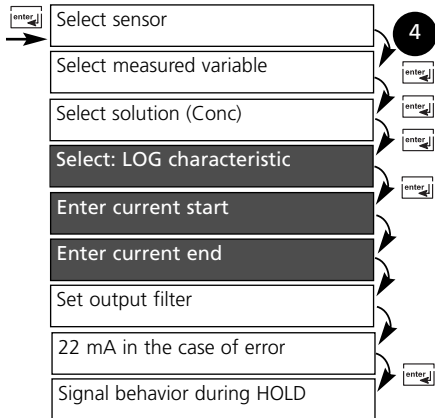 enter
Select sensor
4
Select measured variable
enter
Select solution (Conc)
enter
enter
Select: LOG characteristic
enter
Enter current start
Enter current end
Set output filter
22 mA in the case of error
enter
Signal behavior during HOLD